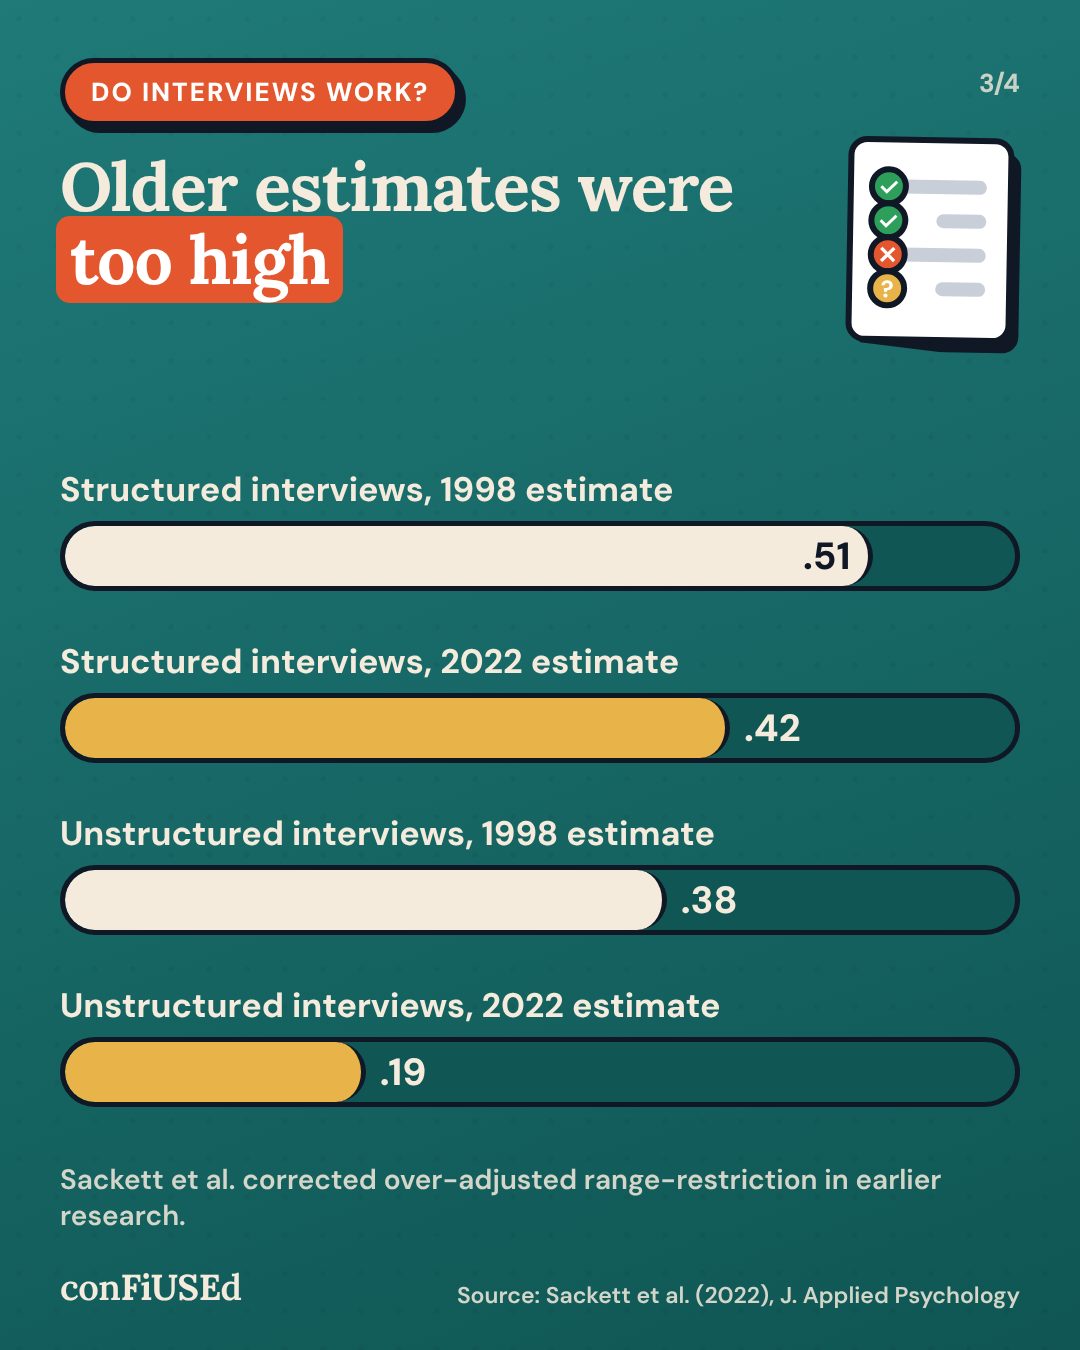 DO INTERVIEWS WORK?
3/4
Older estimates were
too high
?
Structured interviews, 1998 estimate
.51
Structured interviews, 2022 estimate
.42
Unstructured interviews, 1998 estimate
.38
Unstructured interviews, 2022 estimate
.19
Sackett et al. corrected over-adjusted range-restriction in earlier
research.
conFiUSEd
Source: Sackett et al. (2022), J. Applied Psychology